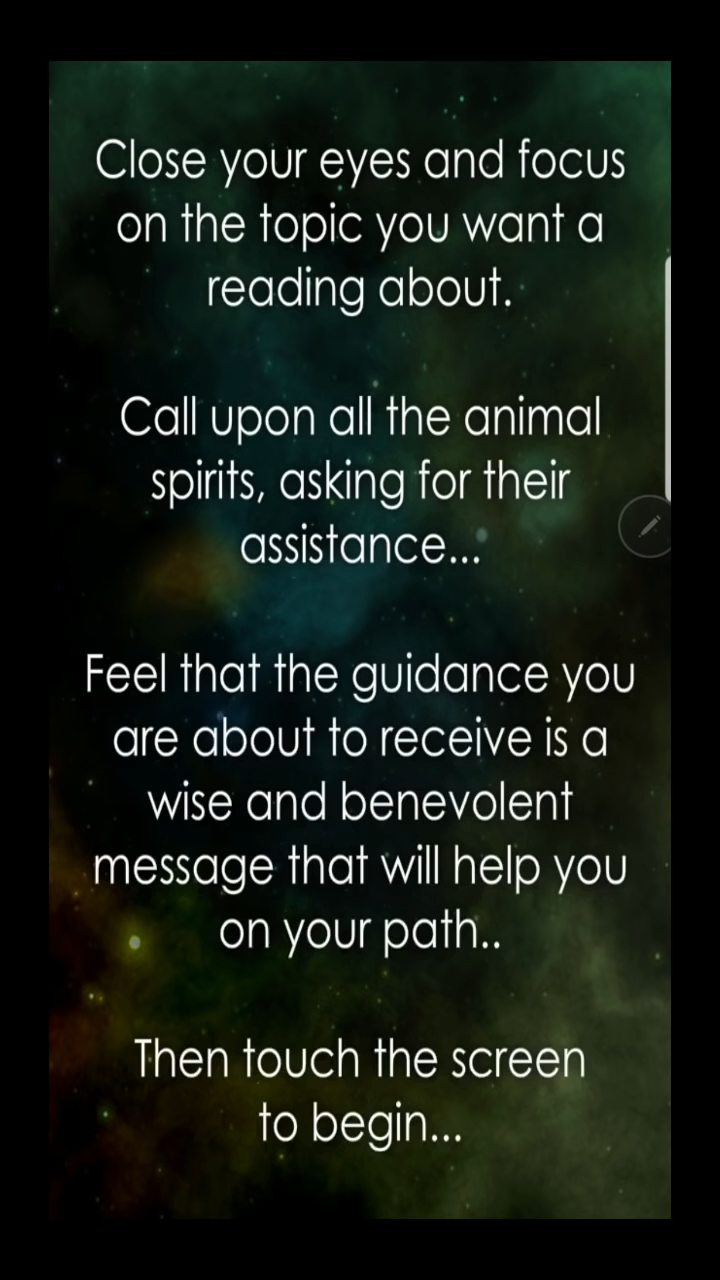 Close your eyes and focus
on the topic you want a
reading about.
Call upon all the animal
spirits, asking for their
assistance...
Feel that the guidance you
are about to receive is a
wise and benevolent
message that will help you
on your path..
Then touch the screen
to begin...